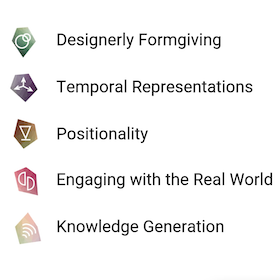 Designerly Formgiving
Temporal Representations
Positionality
Engaging with the Real World
Knowledge Generation